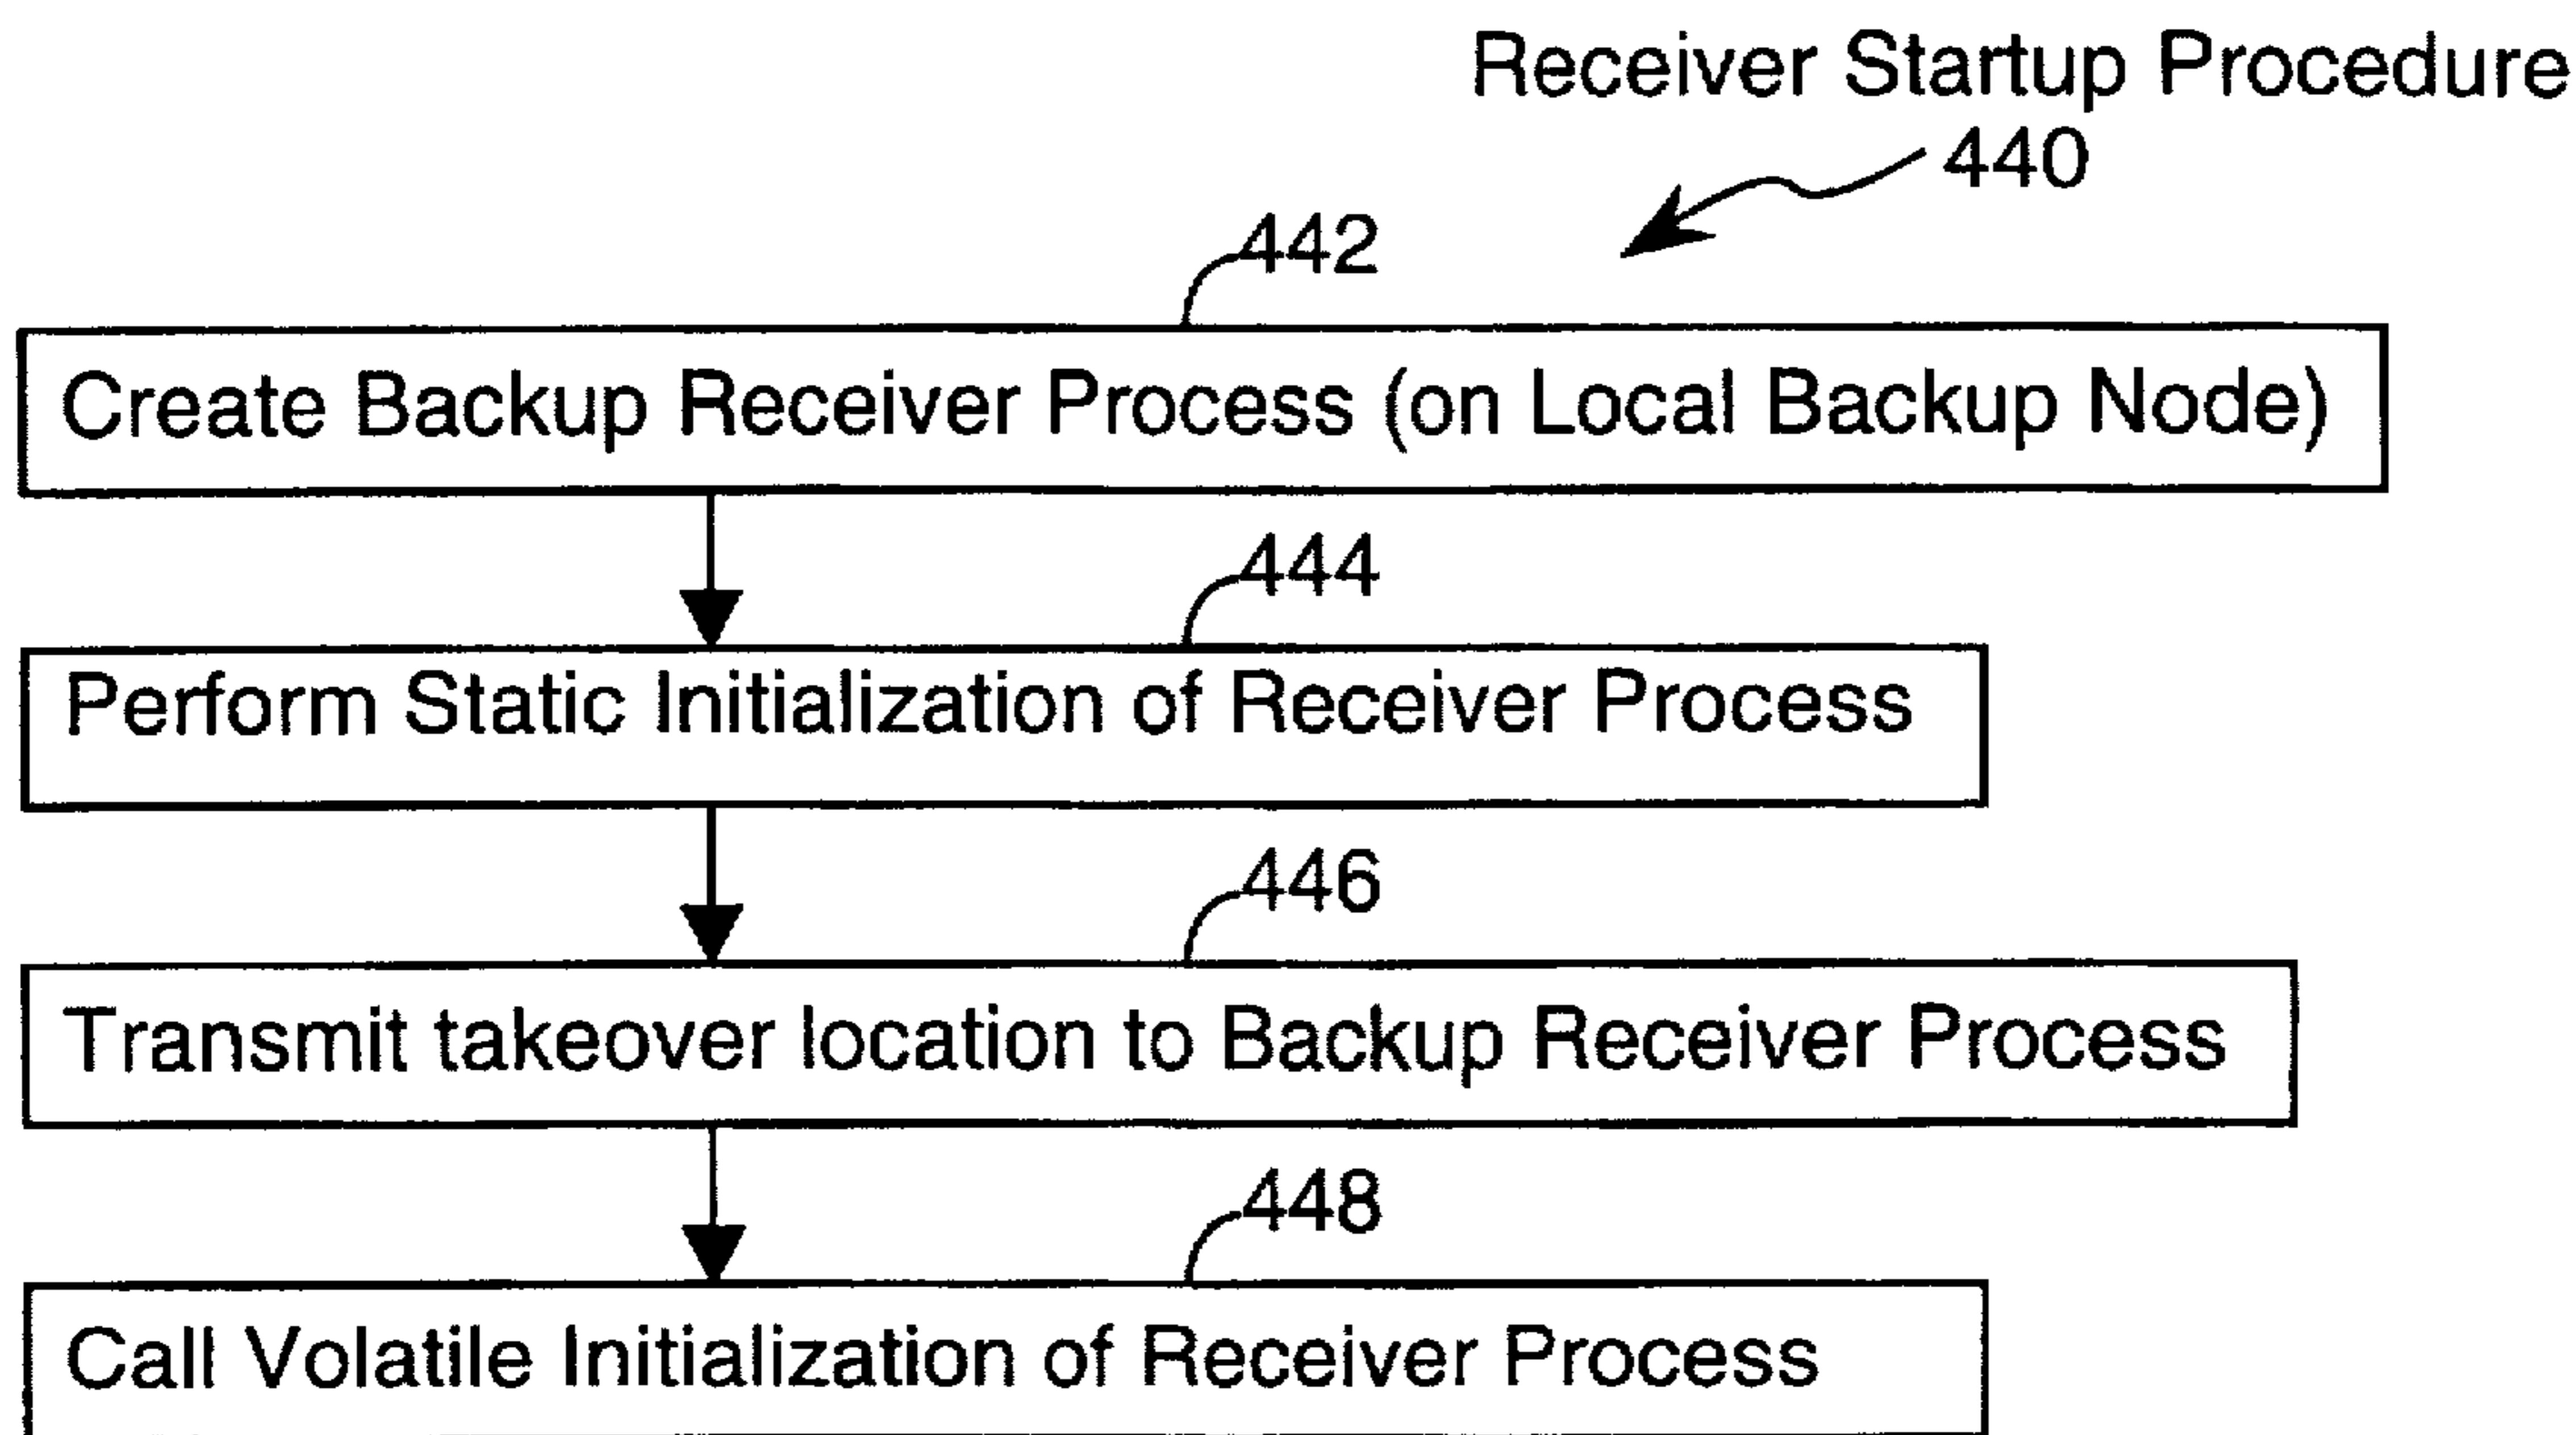 Receiver Startup Procedure
440
442
Create Backup Receiver Process (on Local Backup Node)
444
Perform Static Initialization of Receiver Process
446
Transmit takeover location to Backup Receiver Process
448
Call Volatile Initialization of Receiver Process